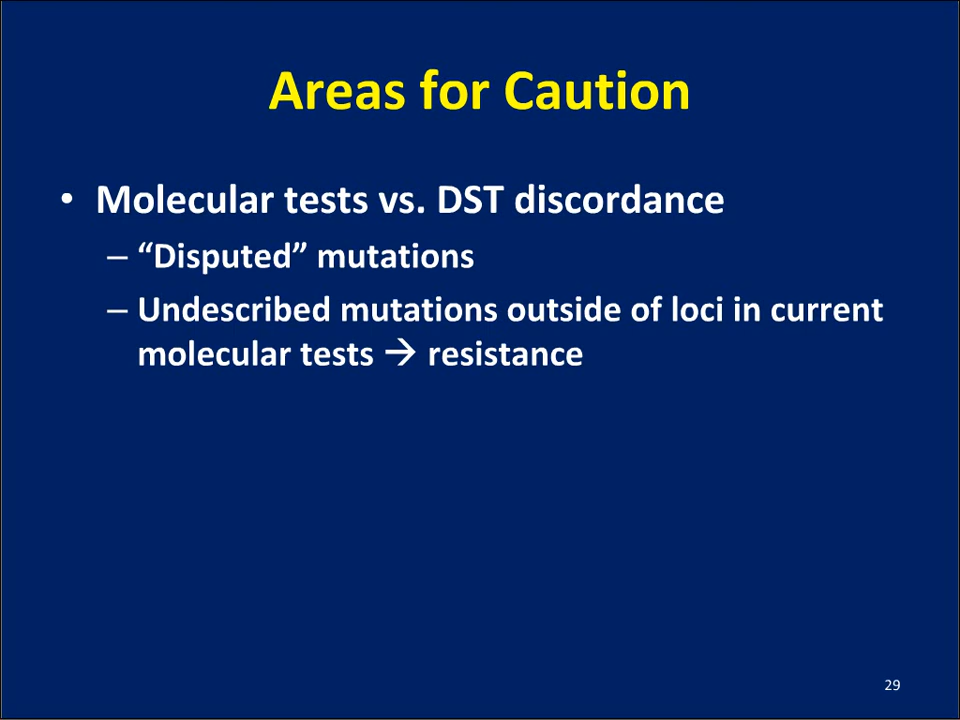 Areas for Caution
• Molecular tests vs. DST discordance
– “Disputed” mutations
– Undescribed mutations outside of loci in current
molecular tests → resistance
29